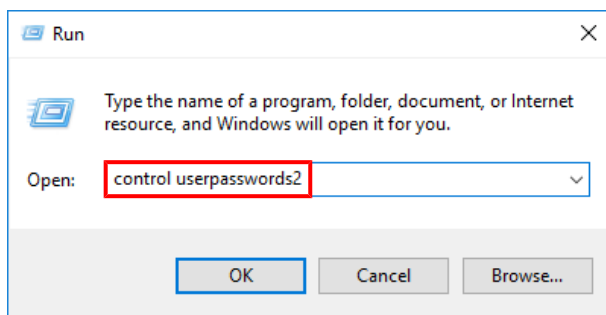 Run
Type the name of a program, folder, document, or Internet
resource, and Windows will open it for you.
Open: control userpasswords2
OK Cancel Browse...